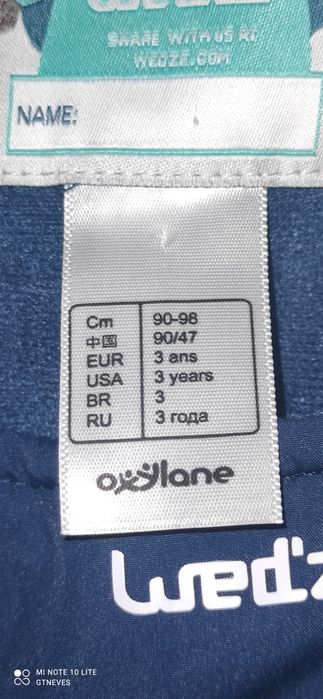 SHARE WITH US AT
WEDZE.COM
NAME:
Cm 90-98
中国 90/47
EUR 3 ans
USA 3 years
BR 3
RU 3 года
oxylane
wed'z
MI NOTE 10 LITE
GTNEVES